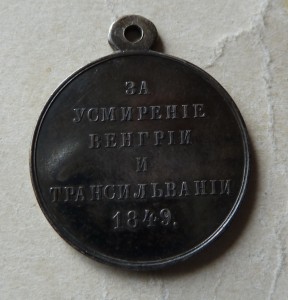 ЗА
УСМИРЕНІЕ
ВЕНГРІИ
И
ТРАНСИЛЬВАНІИ
1849.